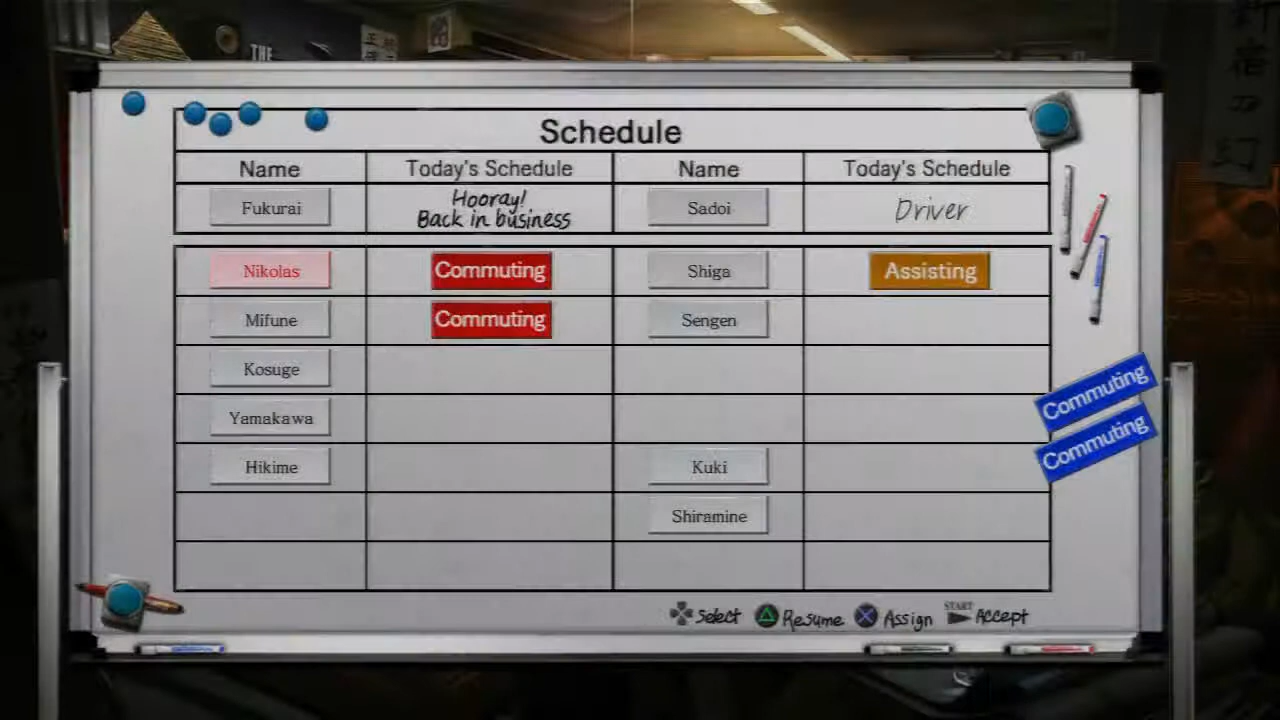 THE
Schedule
Name Today's Schedule Name Today's Schedule
Fukurai Hooray! Sadoi Driver
Back in business
Nikolas Commuting Shiga Assisting
Mifune Commuting Sengen
Kosuge
Commuting
Yamakawa
Commuting
Hikime Kuki
Shiramine
Select Resume Assign START Accept